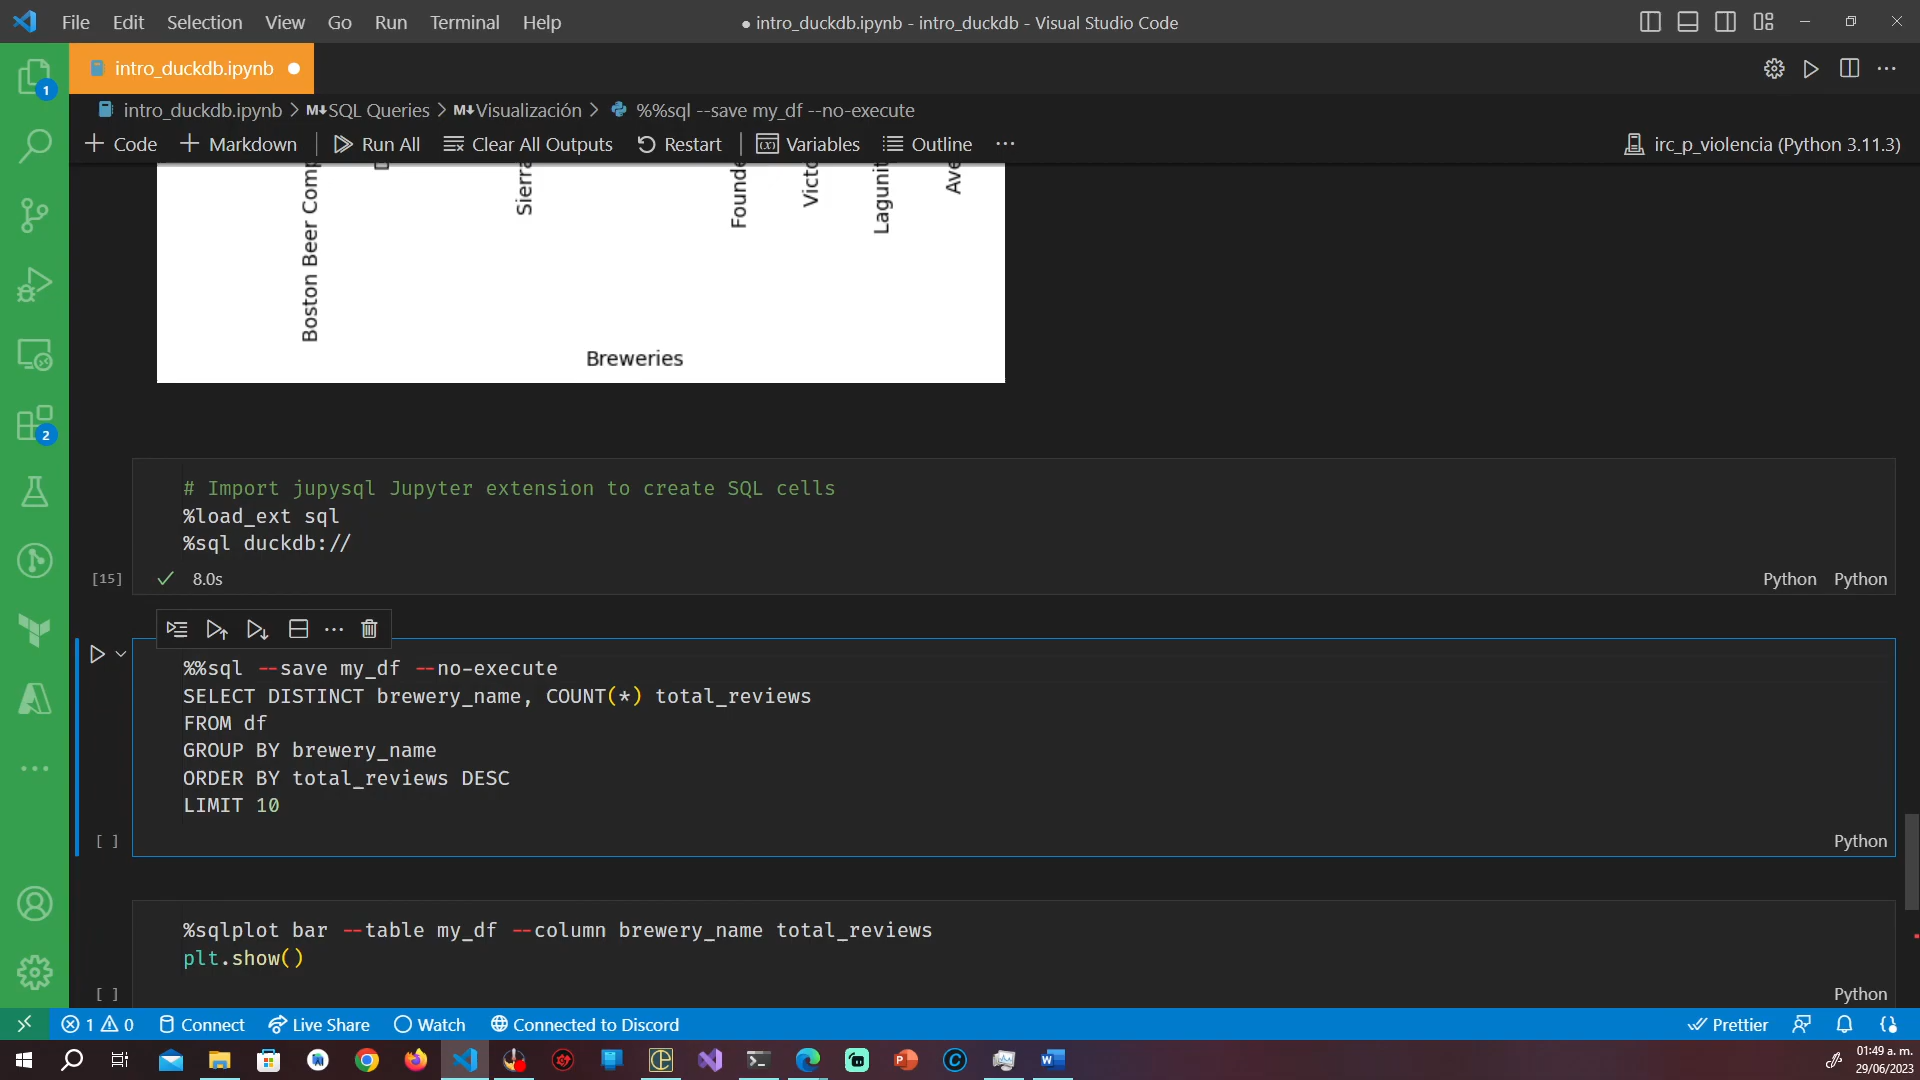 File Edit Selection View Go Run Terminal Help
● intro_duckdb.ipynb - intro_duckdb - Visual Studio Code
1
intro_duckdb.ipynb
intro_duckdb.ipynb > M↓SQL Queries > M↓Visualización > %%sql --save my_df --no-execute
+ Code + Markdown | Run All Clear All Outputs Restart | Variables Outline ...
irc_p_violencia (Python 3.11.3)
Boston Beer Comp
Sierra
Founde
Victo
Lagunit
Ave
Breweries
2
# Import jupysql Jupyter extension to create SQL cells
%load_ext sql
%sql duckdb://
[15] ✓ 8.0s
Python Python
%%sql --save my_df --no-execute
SELECT DISTINCT brewery_name, COUNT(*) total_reviews
FROM df
GROUP BY brewery_name
ORDER BY total_reviews DESC
LIMIT 10
[ ]
Python
%sqlplot bar --table my_df --column brewery_name total_reviews
plt.show()
[ ]
Python
1 0 Connect Live Share Watch Connected to Discord
Prettier
01:49 a. m.
29/06/2023